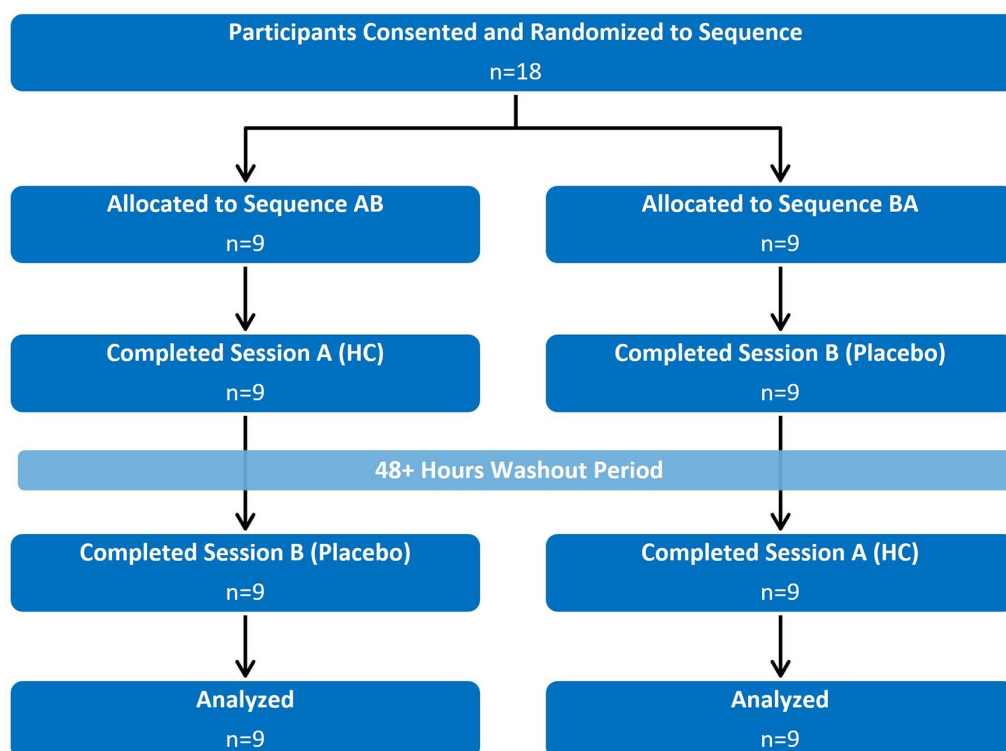 Participants Consented and Randomized to Sequence
n=18
Allocated to Sequence AB
n=9
Allocated to Sequence BA
n=9
Completed Session A (HC)
n=9
Completed Session B (Placebo)
n=9
48+ Hours Washout Period
Completed Session B (Placebo)
n=9
Completed Session A (HC)
n=9
Analyzed
n=9
Analyzed
n=9